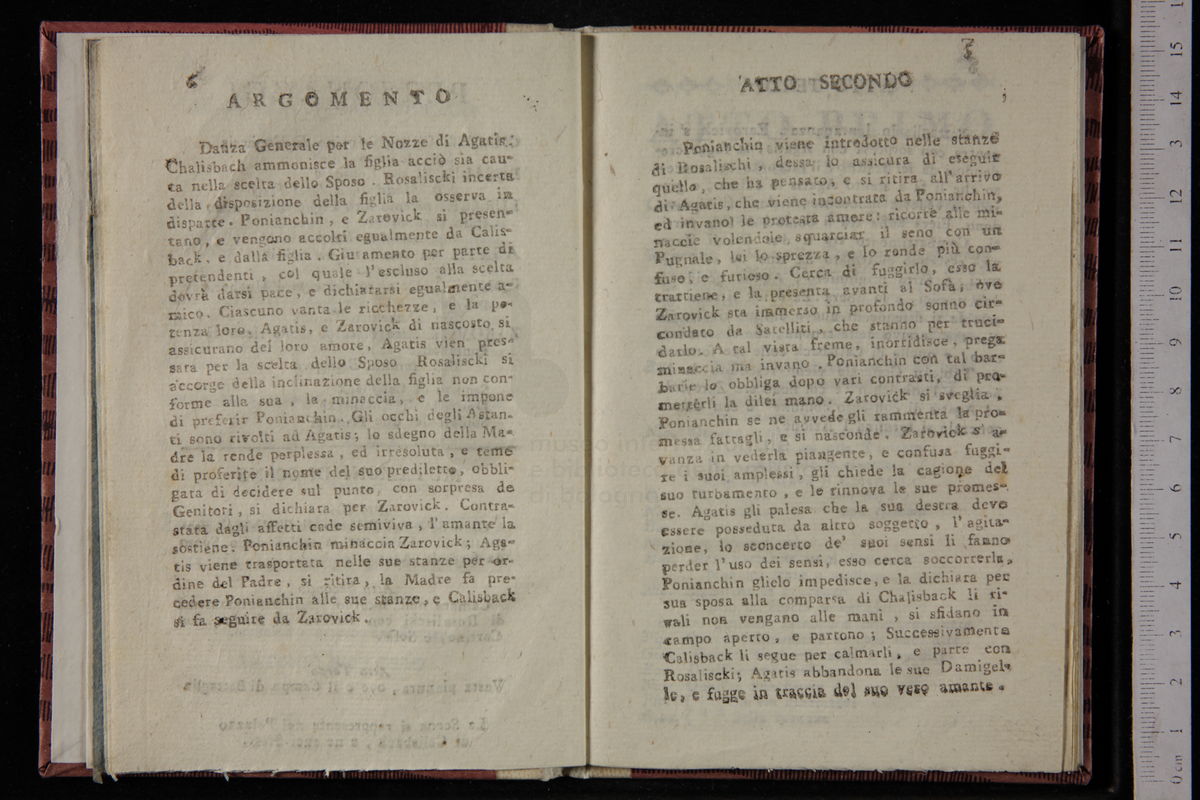 6
ARGOMENTO
Danza Generale per le Nozze di Agatis:
Chalisbach ammonisce la figlia acciò sia cau-
ta nella scelta dello Sposo. Rosaliscki incerta
della disposizione della figlia la osserva in
disparte. Ponianchin, e Zarovick si presen-
tano, e vengono accolti egualmente da Calis-
back, e dalla figlia. Giuramento per parte di
pretendenti, col quale l'escluso alla scelta
dovrà darsi pace, e dichiararsi egualmente a-
mico. Ciascuno vanta le ricchezze, e la po-
tenza loro. Agatis, e Zarovick di nascosto si
assicurano del loro amore, Agatis vien pres-
sata per la scelta dello Sposo. Rosaliscki si
accorge della inclinazione della figlia non con-
forme alla sua, la minaccia, e le impone
di preferir Ponianchin. Gli occhi degli Astan-
ti sono rivolti ad Agatis; lo sdegno della Ma-
dre la rende perplessa, ed irresoluta, e teme
di proferire il nome del suo prediletto, obbli-
gata di decidere sul punto, con sorpresa de
Genitori, si dichiara per Zarovick. Contra-
stata dagli affetti cade semiviva, l'amante la
sostiene. Ponianchin minaccia Zarovick; Aga-
tis viene trasportata nelle sue stanze per or-
dine del Padre, si ritira, la Madre fa pre-
cedere Ponianchin alle sue stanze, e Calisback
si fa seguire da Zarovick.
ATTO SECONDO
Ponianchin viene introdotto nelle stanze
di Rosalischi, dessa lo assicura di eseguir
quello, che ha pensato, e si ritira all'arrivo
di Agatis, che viene incontrata da Ponianchin,
ed invano le protesta amore: ricorre alle mi-
naccie volendole squarciar il seno con un
Pugnale, lei lo sprezza, e lo rende più con-
fuso, e furioso. Cerca di fuggirlo, esso la
trattiene, e la presenta avanti al Sofà, ove
Zarovick sta immerso in profondo sonno cir-
condato da Satelliti, che stanno per truci-
darlo. A tal vista freme, inorridisce, prega
minaccia ma invano. Ponianchin con tal bar-
barie lo obbliga dopo vari contrasti, di pro-
metterli la dilei mano. Zarovick si sveglia.
Ponianchin se ne avvede gli rammenta la pro-
messa fattagli, e si nasconde. Zarovick s' a-
vanza in vederla piangente, e confusa fuggi-
re i suoi amplessi, gli chiede la cagione del
suo turbamento, e le rinnova le sue promes-
se. Agatis gli palesa che la sua destra deve
essere posseduta da altro soggetto, l'agita-
zione, lo sconcerto de' suoi sensi li fanno
perder l'uso dei sensi, esso cerca soccorrerla,
Ponianchin glielo impedisce, e la dichiara per
sua sposa alla comparsa di Chalisback li ri-
vali non vengano alle mani, si sfidano in
campo aperto, e partono; Successivamente
Calisback li segue per calmarli, e parte con
Rosaliscki; Agatis abbandona le sue Damigel-
le, e fugge in traccia del suo vero amante.